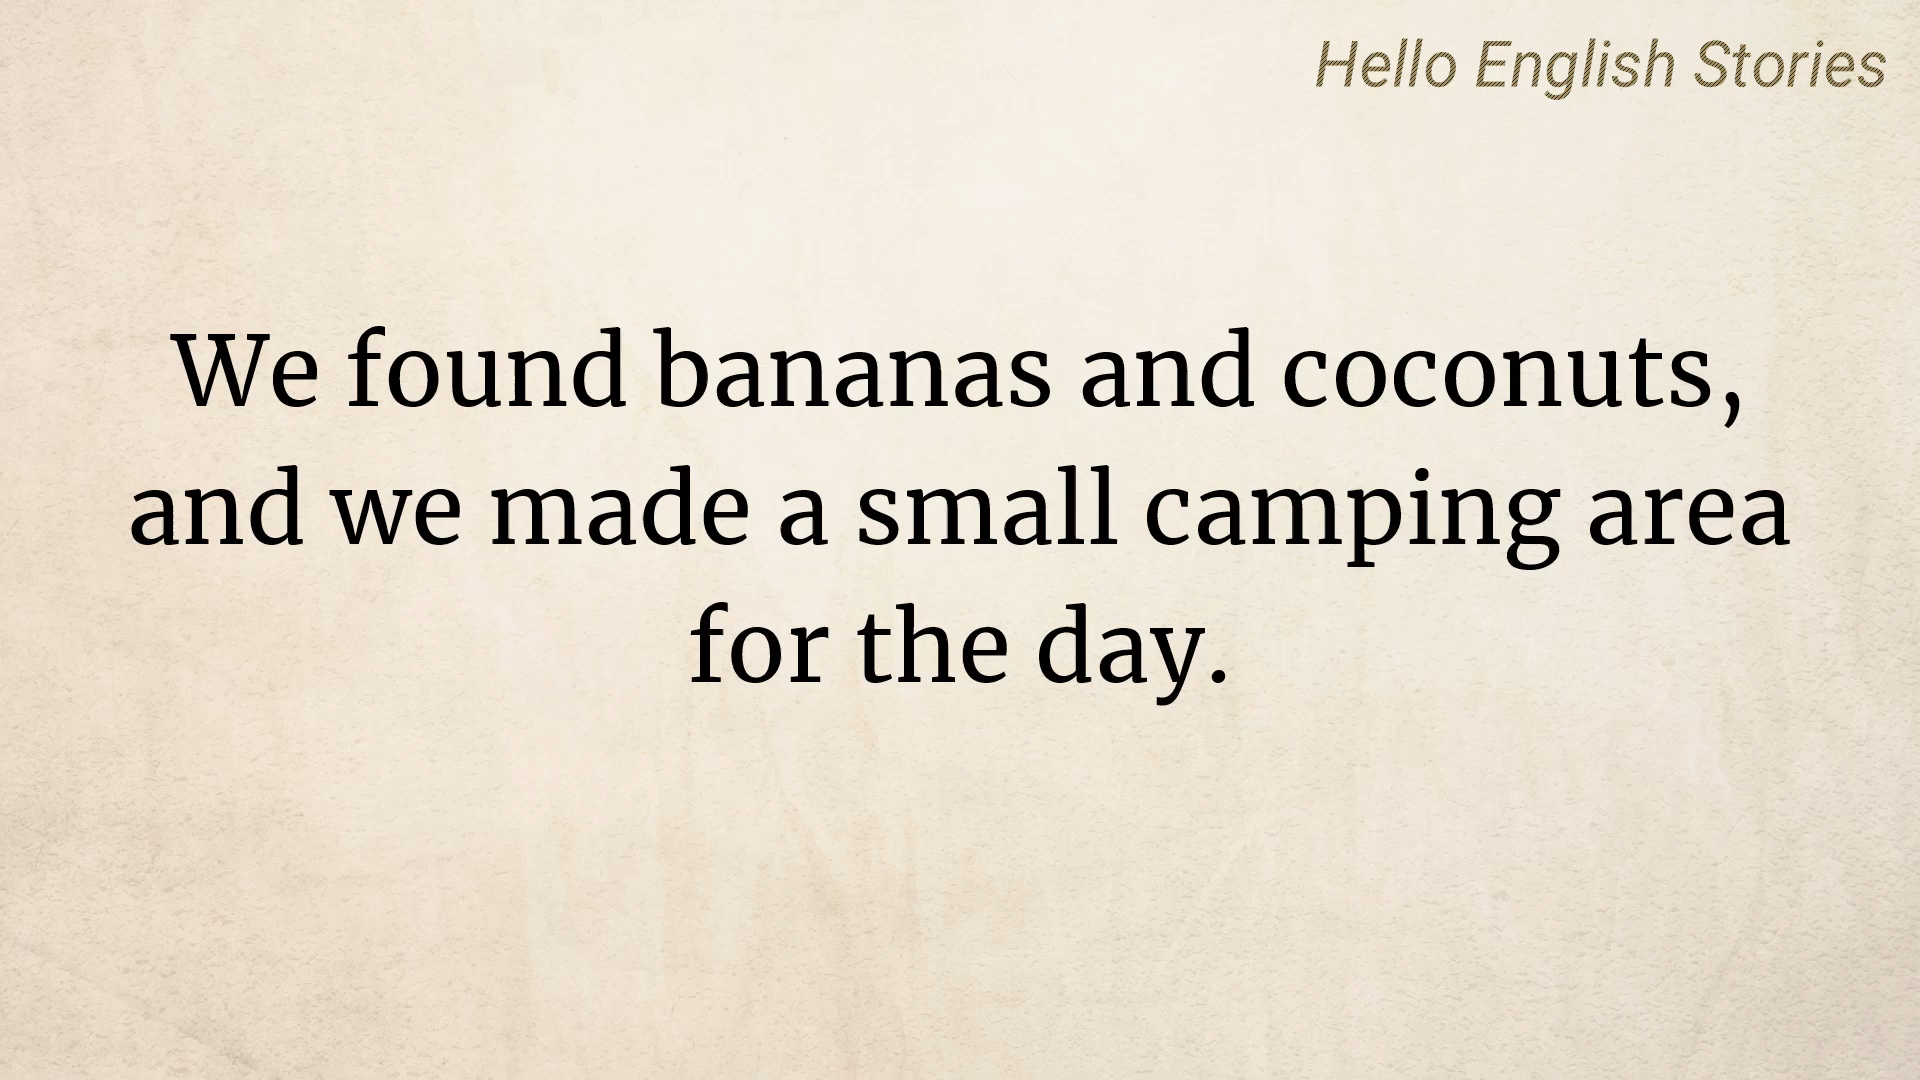 Hello English Stories
We found bananas and coconuts,
and we made a small camping area
for the day.